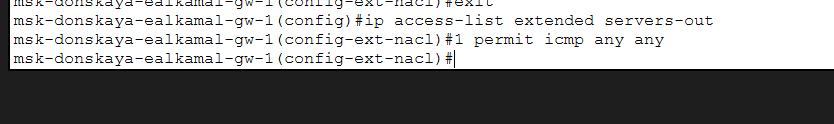 msk-donskaya-ealkamal-gw-1(config-ext-nacl)#exit
msk-donskaya-ealkamal-gw-1(config)#ip access-list extended servers-out
msk-donskaya-ealkamal-gw-1(config-ext-nacl)#1 permit icmp any any
msk-donskaya-ealkamal-gw-1(config-ext-nacl)#